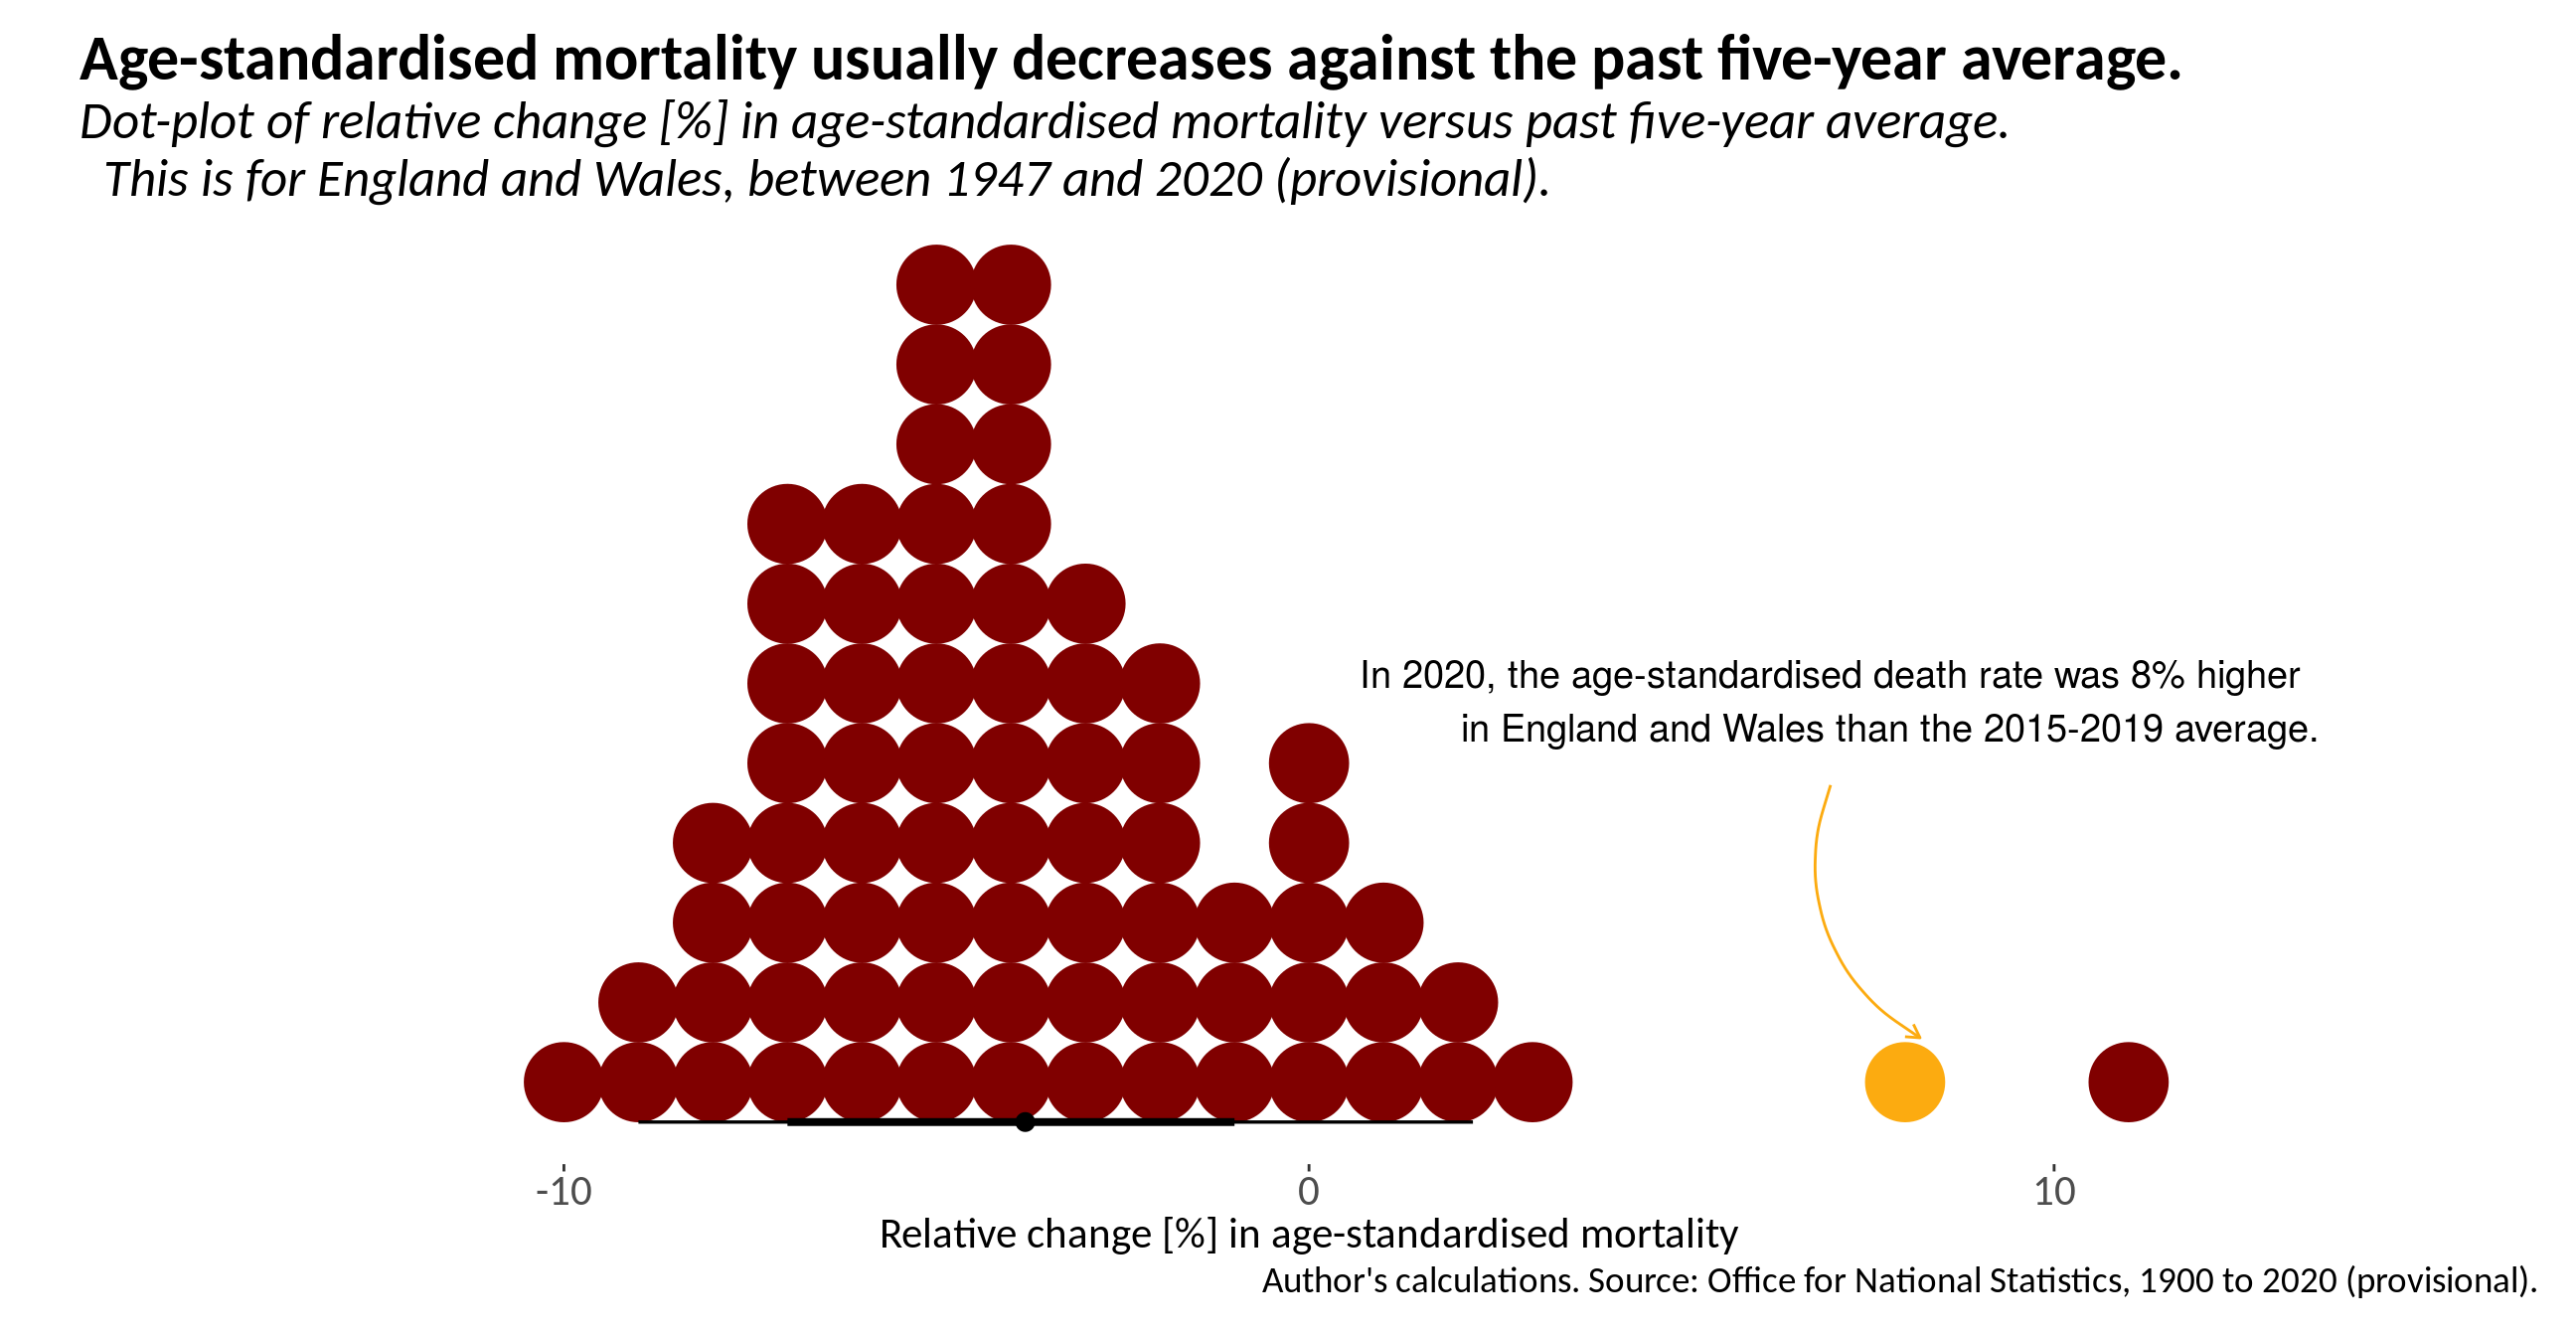 Age-standardised mortality usually decreases against the past five-year average.
Dot-plot of relative change [%] in age-standardised mortality versus past five-year average.
This is for England and Wales, between 1947 and 2020 (provisional).
In 2020, the age-standardised death rate was 8% higher
in England and Wales than the 2015-2019 average.
-10 0 10
Relative change [%] in age-standardised mortality
Author's calculations. Source: Office for National Statistics, 1900 to 2020 (provisional).